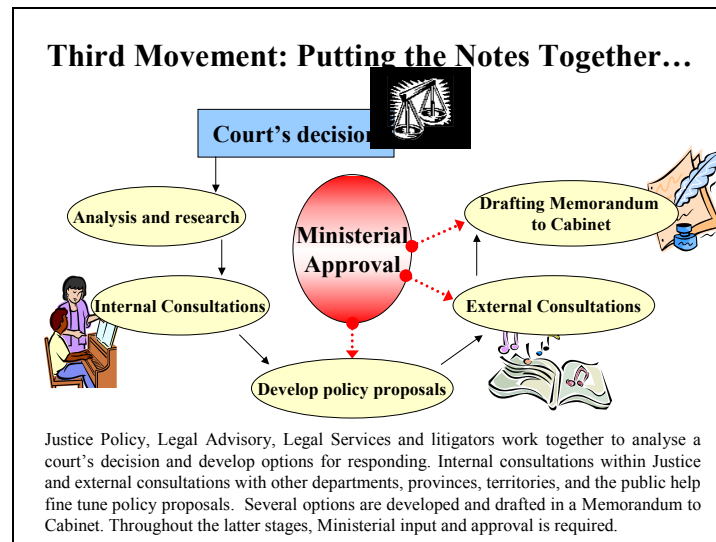 Third Movement: Putting the Notes Together…
Court's decision
Analysis and research
Ministerial
Approval
Drafting Memorandum
to Cabinet
Internal Consultations
External Consultations
Develop policy proposals
Justice Policy, Legal Advisory, Legal Services and litigators work together to analyse a
court's decision and develop options for responding. Internal consultations within Justice
and external consultations with other departments, provinces, territories, and the public help
fine tune policy proposals.  Several options are developed and drafted in a Memorandum to
Cabinet. Throughout the latter stages, Ministerial input and approval is required.